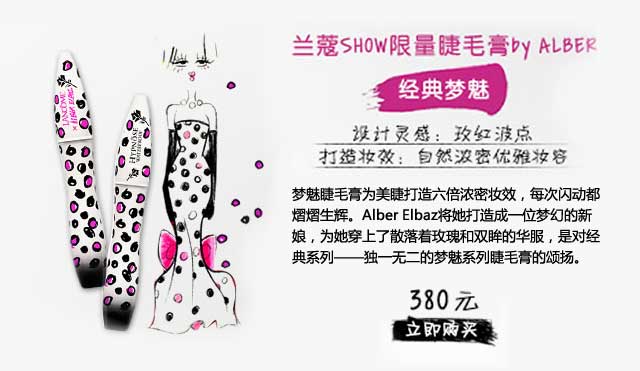 兰蔻SHOW限量睫毛膏by ALBER
经典梦魅
设计灵感：玫红波点
打造妆效：自然浓密优雅妆容
梦魅睫毛膏为美睫打造六倍浓密妆效，每次闪动都
熠熠生辉。Alber Elbaz将她打造成一位梦幻的新
娘，为她穿上了散落着玫瑰和双眸的华服，是对经
典系列——独一无二的梦魅系列睫毛膏的颂扬。
380元
立即购买
LANCÔME
× ALBER ELBAZ
HYPNÔSE